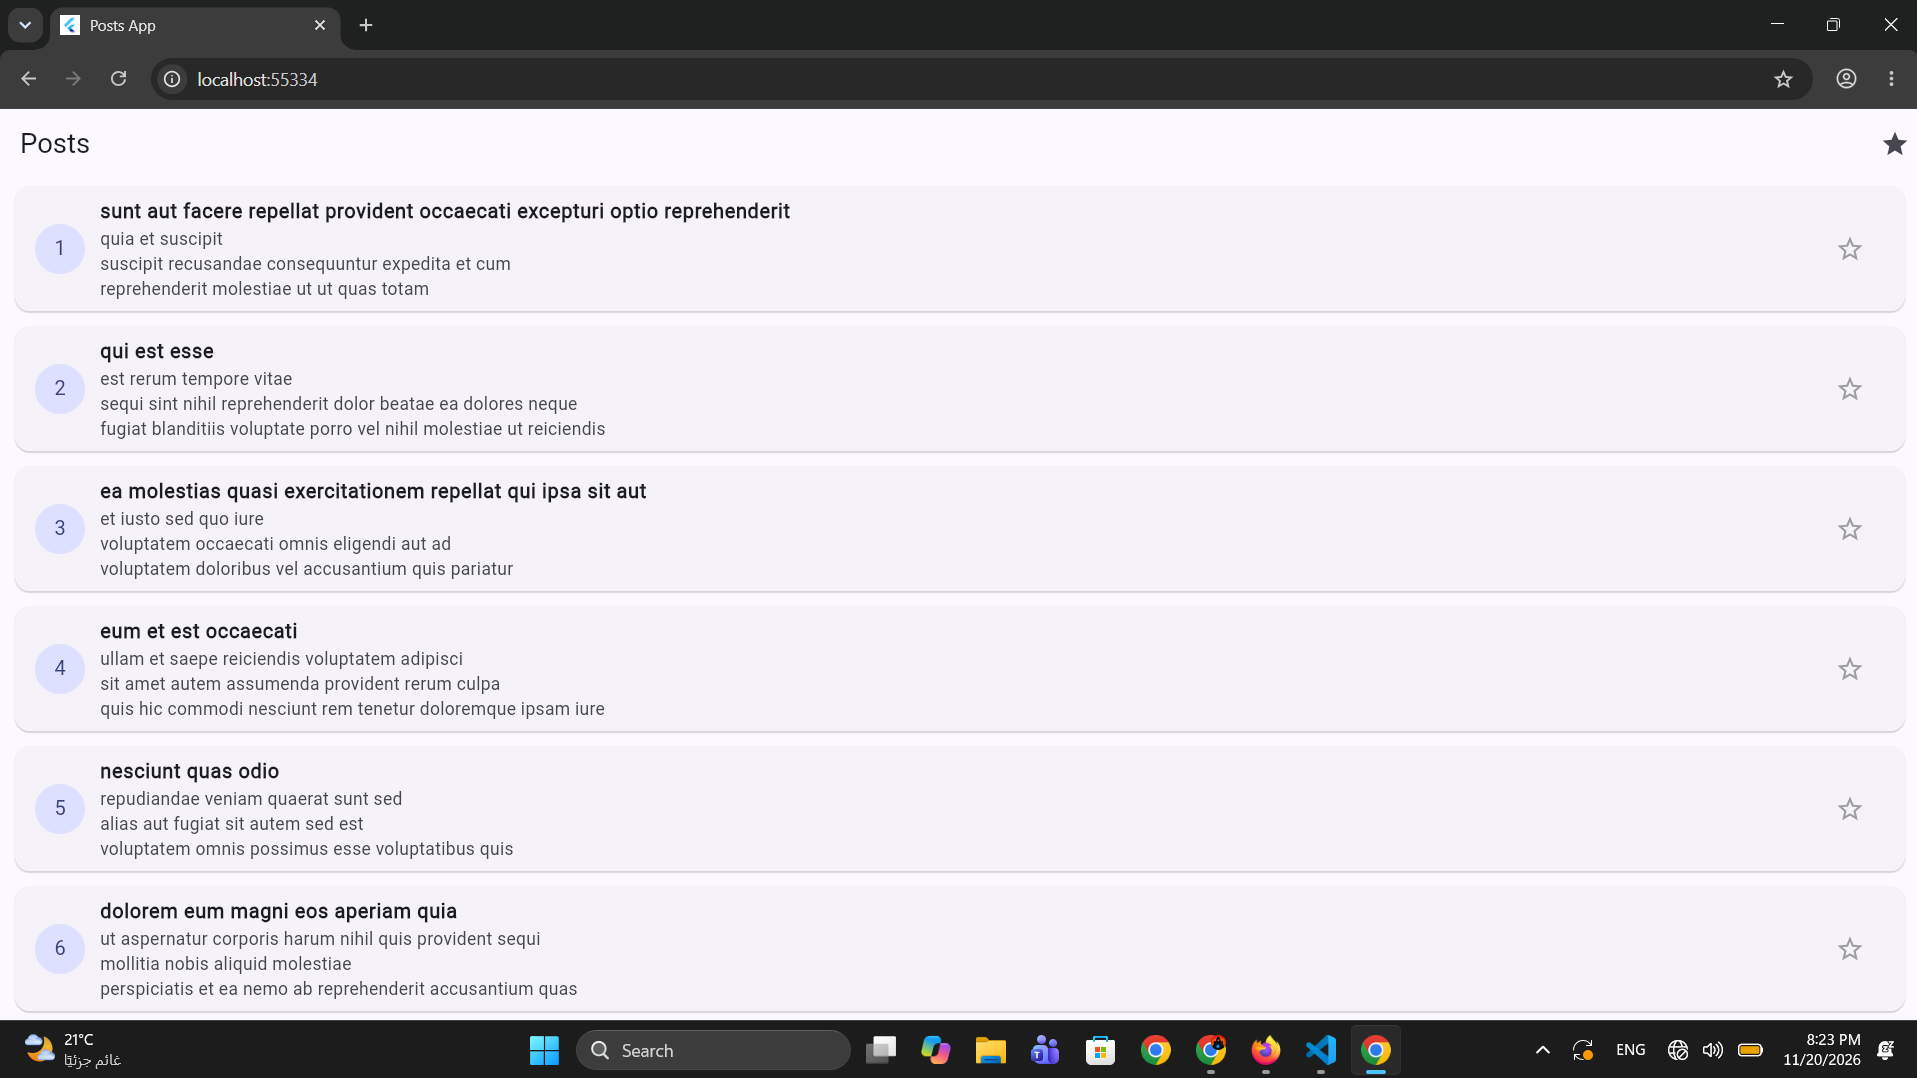 Posts App
localhost:55334
Posts
1
sunt aut facere repellat provident occaecati excepturi optio reprehenderit
quia et suscipit
suscipit recusandae consequuntur expedita et cum
reprehenderit molestiae ut ut quas totam
2
qui est esse
est rerum tempore vitae
sequi sint nihil reprehenderit dolor beatae ea dolores neque
fugiat blanditiis voluptate porro vel nihil molestiae ut reiciendis
3
ea molestias quasi exercitationem repellat qui ipsa sit aut
et iusto sed quo iure
voluptatem occaecati omnis eligendi aut ad
voluptatem doloribus vel accusantium quis pariatur
4
eum et est occaecati
ullam et saepe reiciendis voluptatem adipisci
sit amet autem assumenda provident rerum culpa
quis hic commodi nesciunt rem tenetur doloremque ipsam iure
5
nesciunt quas odio
repudiandae veniam quaerat sunt sed
alias aut fugiat sit autem sed est
voluptatem omnis possimus esse voluptatibus quis
6
dolorem eum magni eos aperiam quia
ut aspernatur corporis harum nihil quis provident sequi
mollitia nobis aliquid molestiae
perspiciatis et ea nemo ab reprehenderit accusantium quas
21°C
غائم جزئيًا
Search
ENG
8:23 PM
11/20/2026